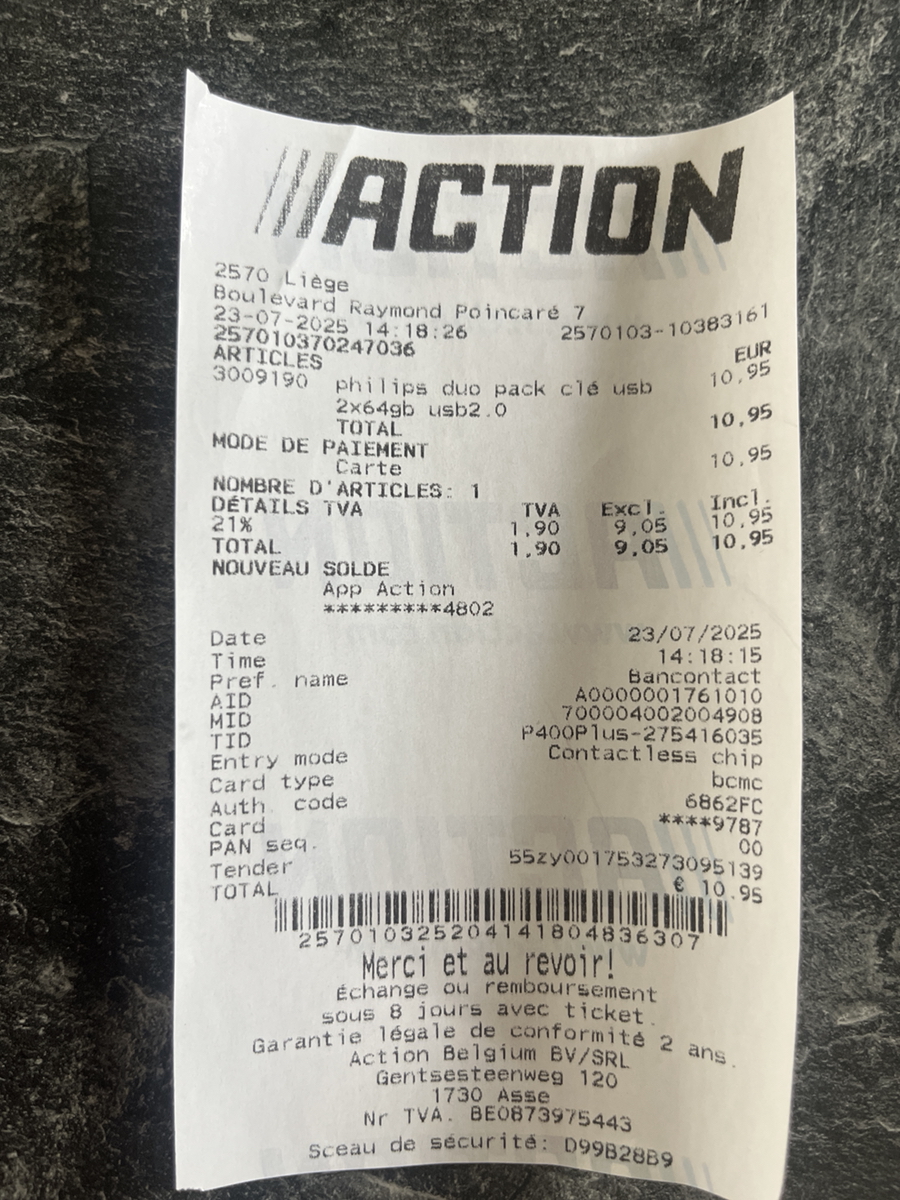 ///ACTION
2570 Liège
Boulevard Raymond Poincaré 7
23-07-2025 14:18:26 2570103-10383161
257010370247036
ARTICLES EUR
3009190 philips duo pack clé usb 10,95
2x64gb usb2.0
TOTAL 10,95
MODE DE PAIEMENT
Carte 10,95
NOMBRE D'ARTICLES: 1
DÉTAILS TVA TVA Excl. Incl.
21% 1,90 9,05 10,95
TOTAL 1,90 9,05 10,95
NOUVEAU SOLDE
App Action
*********4802
Date 23/07/2025
Time 14:18:15
Pref. name Bancontact
AID A0000001761010
MID 700004002004908
TID P400Plus-275416035
Entry mode Contactless chip
Card type bcmc
Auth. code 6862FC
Card ****9787
PAN seq. 00
Tender 55zy001753273095139
TOTAL € 10.95
257010325204141804836307
Merci et au revoir!
Échange ou remboursement
sous 8 jours avec ticket.
Garantie légale de conformité 2 ans.
Action Belgium BV/SRL
Gentsesteenweg 120
1730 Asse
Nr TVA. BE0873975443
Sceau de sécurité: D99B28B9